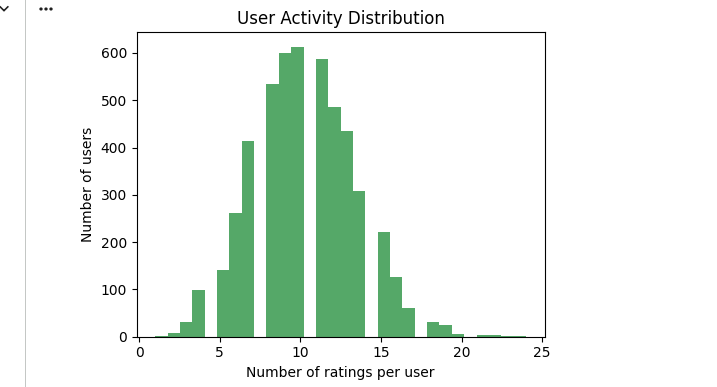 User Activity Distribution
600
500
400
300
200
100
0
Number of users
0 5 10 15 20 25
Number of ratings per user